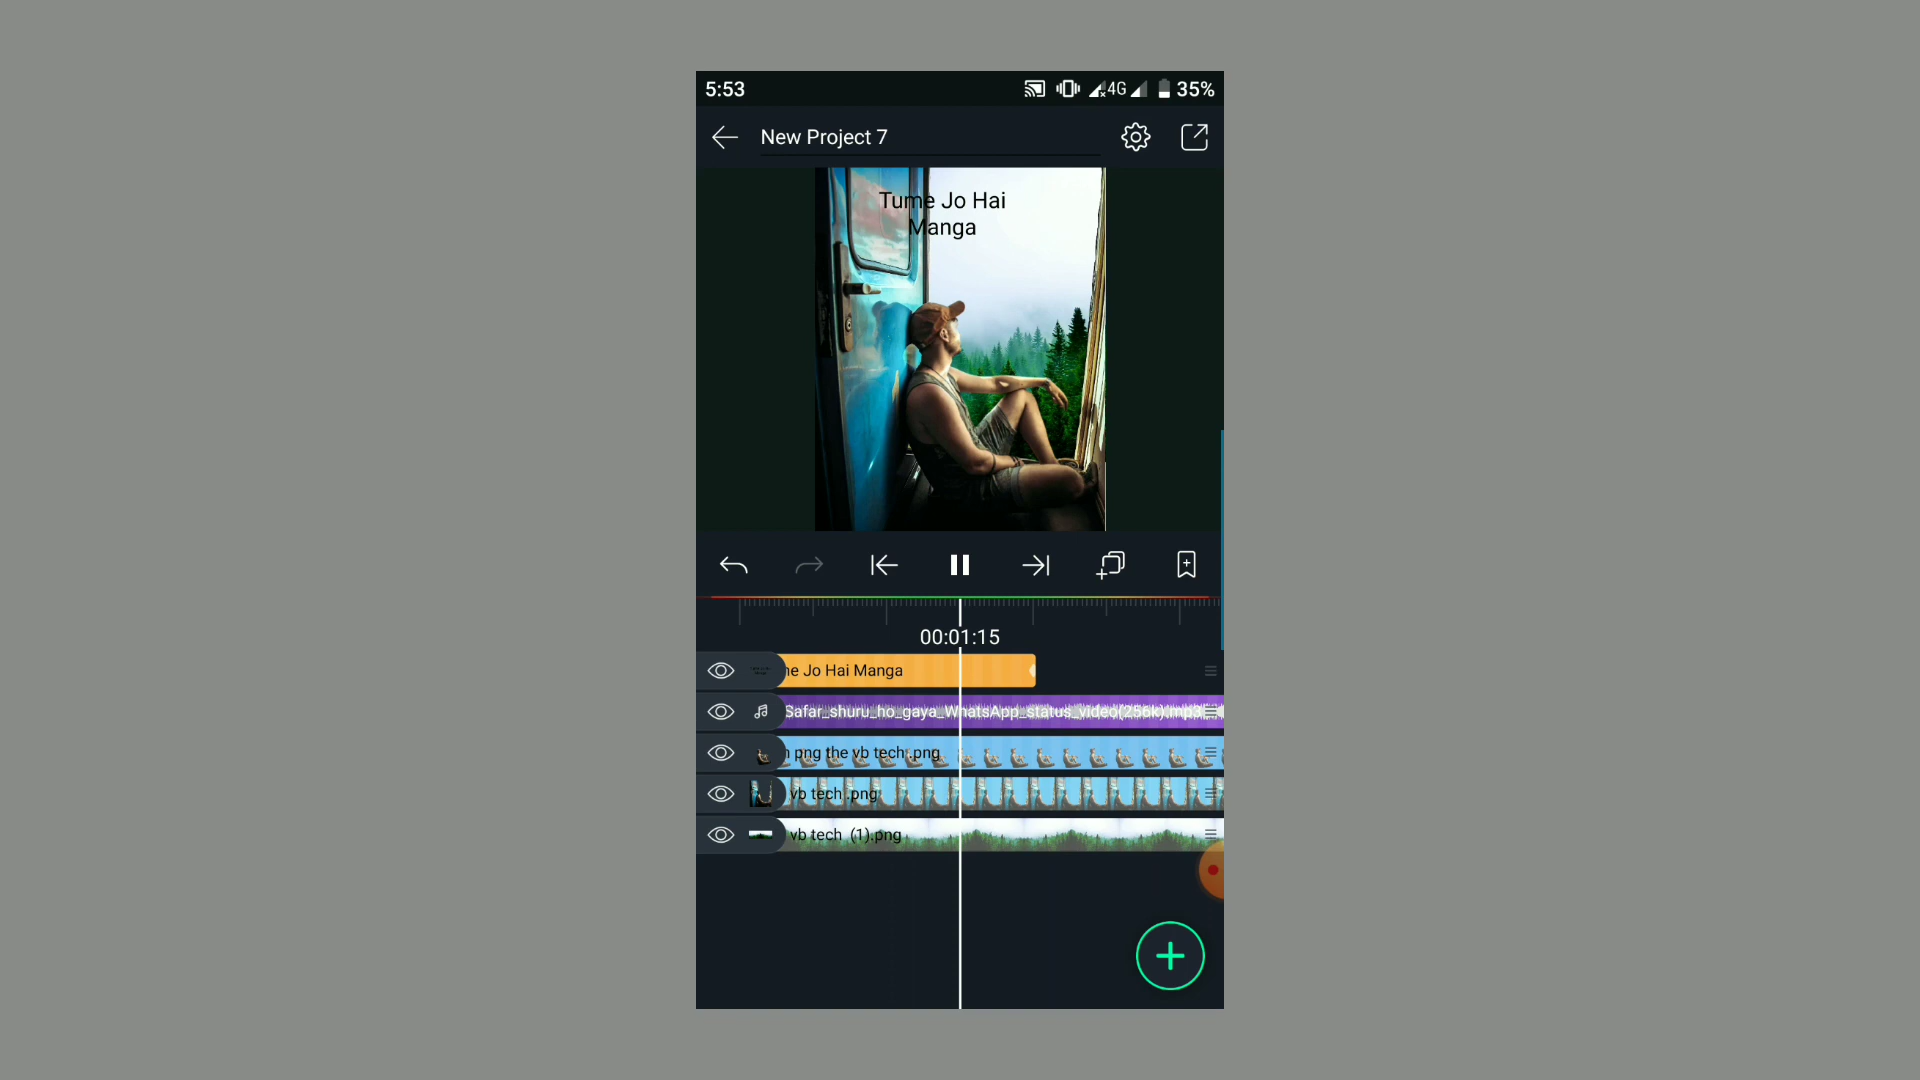 5:53
4G
35%
New Project 7
Tume Jo Hai
Manga
00:01:15
ne Jo Hai Manga
Safar_shuru_ho_gaya_WhatsApp_status_video(256k).mp3
png the vb tech .png
vb tech .png
vb tech (1).png